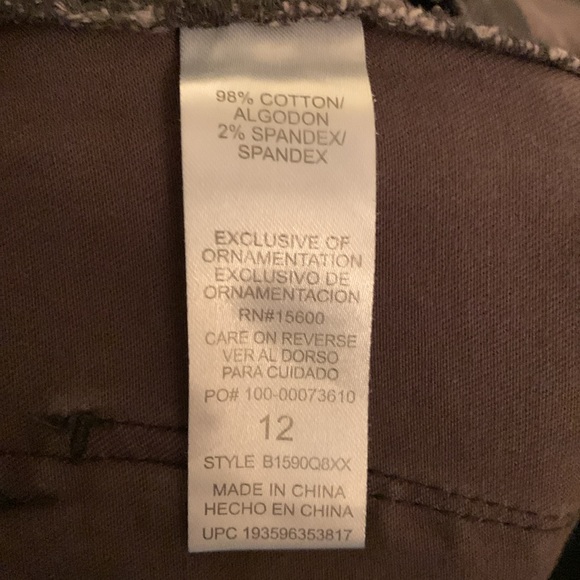 98% COTTON/
ALGODON
2% SPANDEX/
SPANDEX
EXCLUSIVE OF
ORNAMENTATION
EXCLUSIVO DE
ORNAMENTACION
RN#15600
CARE ON REVERSE
VER AL DORSO
PARA CUIDADO
PO# 100-00073610
12
STYLE B1590Q8XX
MADE IN CHINA
HECHO EN CHINA
UPC 193596353817